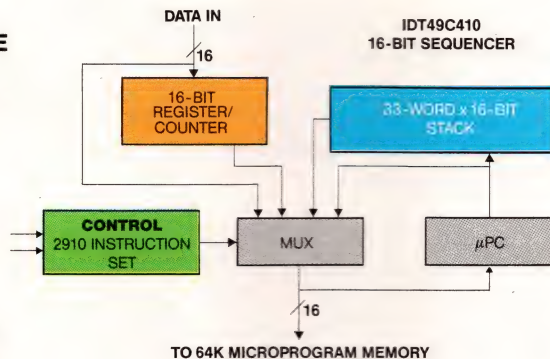 DATA IN
IDT49C410
16-BIT SEQUENCER
E
16
16-BIT
REGISTER/
COUNTER
33-WORD x 16-BIT
STACK
CONTROL
2910 INSTRUCTION
SET
MUX
μPC
16
TO 64K MICROPROGRAM MEMORY